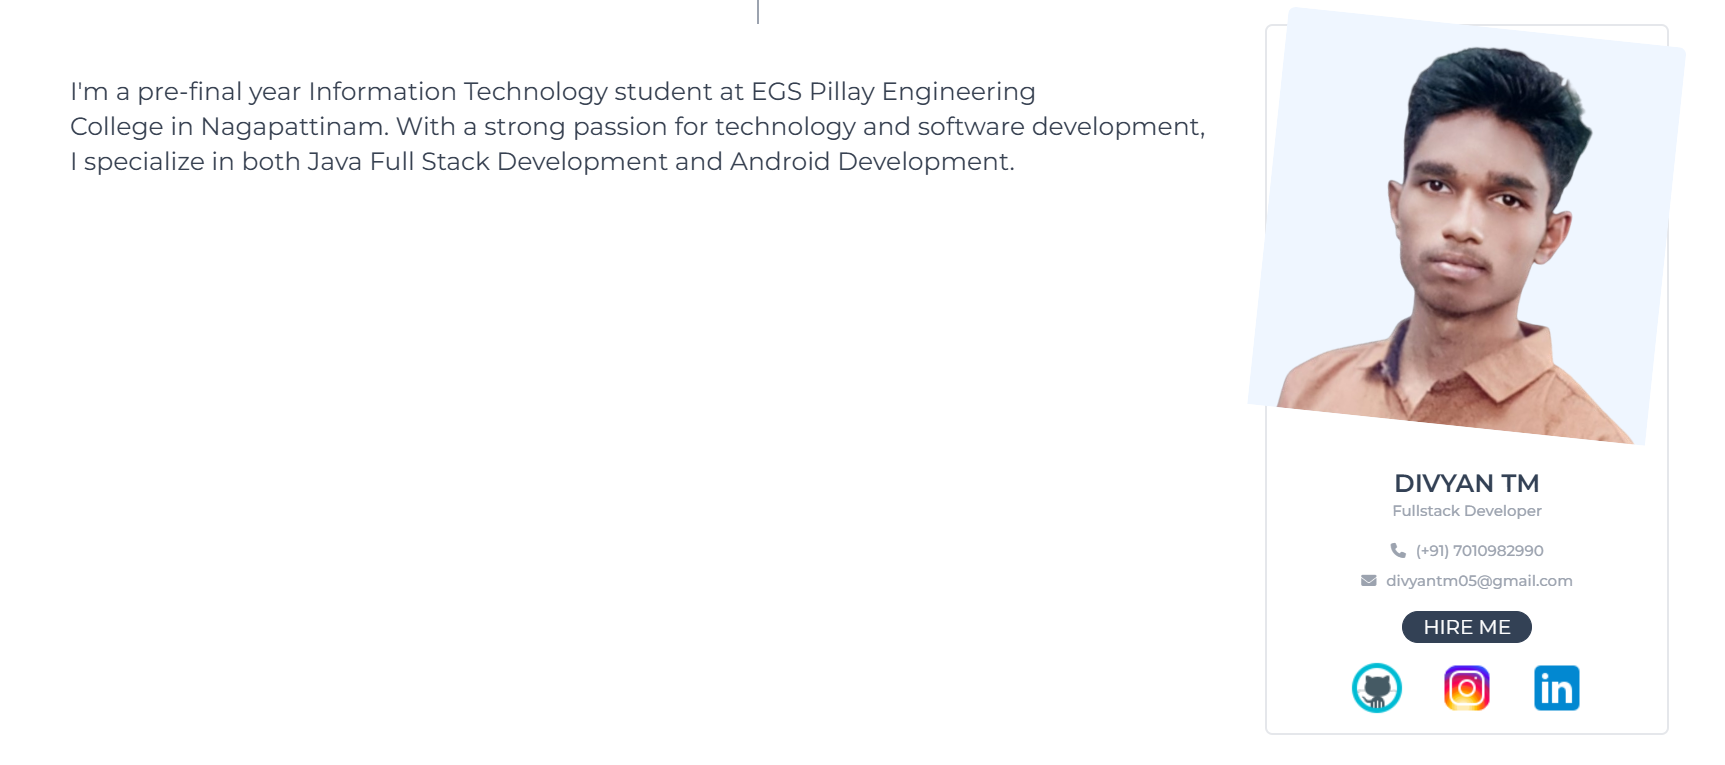 I'm a pre-final year Information Technology student at EGS Pillay Engineering
College in Nagapattinam. With a strong passion for technology and software development,
I specialize in both Java Full Stack Development and Android Development.
DIVYAN TM
Fullstack Developer
(+91) 7010982990
divyantm05@gmail.com
HIRE ME
in